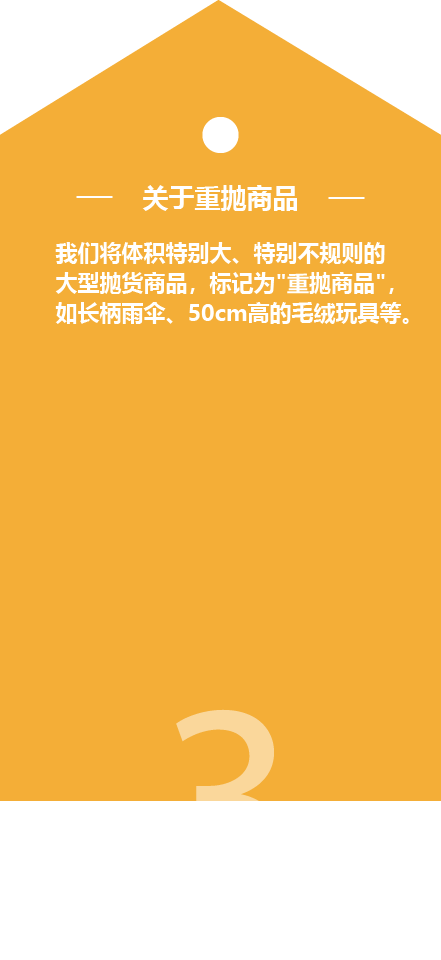 关于重抛商品
我们将体积特别大、特别不规则的
大型抛货商品，标记为"重抛商品"，
如长柄雨伞、50cm高的毛绒玩具等。
3